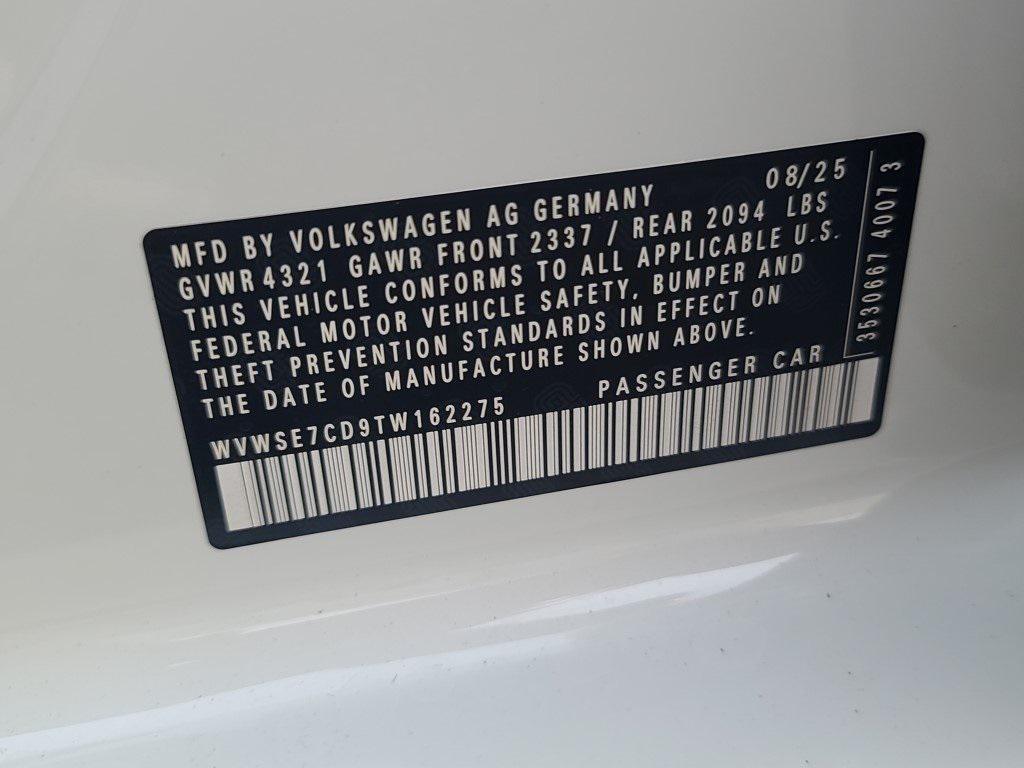 MFD BY VOLKSWAGEN AG GERMANY 08/25
GVWR 4321 GAWR FRONT 2337 / REAR 2094 LBS
THIS VEHICLE CONFORMS TO ALL APPLICABLE U.S.
FEDERAL MOTOR VEHICLE SAFETY, BUMPER AND
THEFT PREVENTION STANDARDS IN EFFECT ON
THE DATE OF MANUFACTURE SHOWN ABOVE.
WVWSE7CD9TW162275 PASSENGER CAR
3530667 4007 3